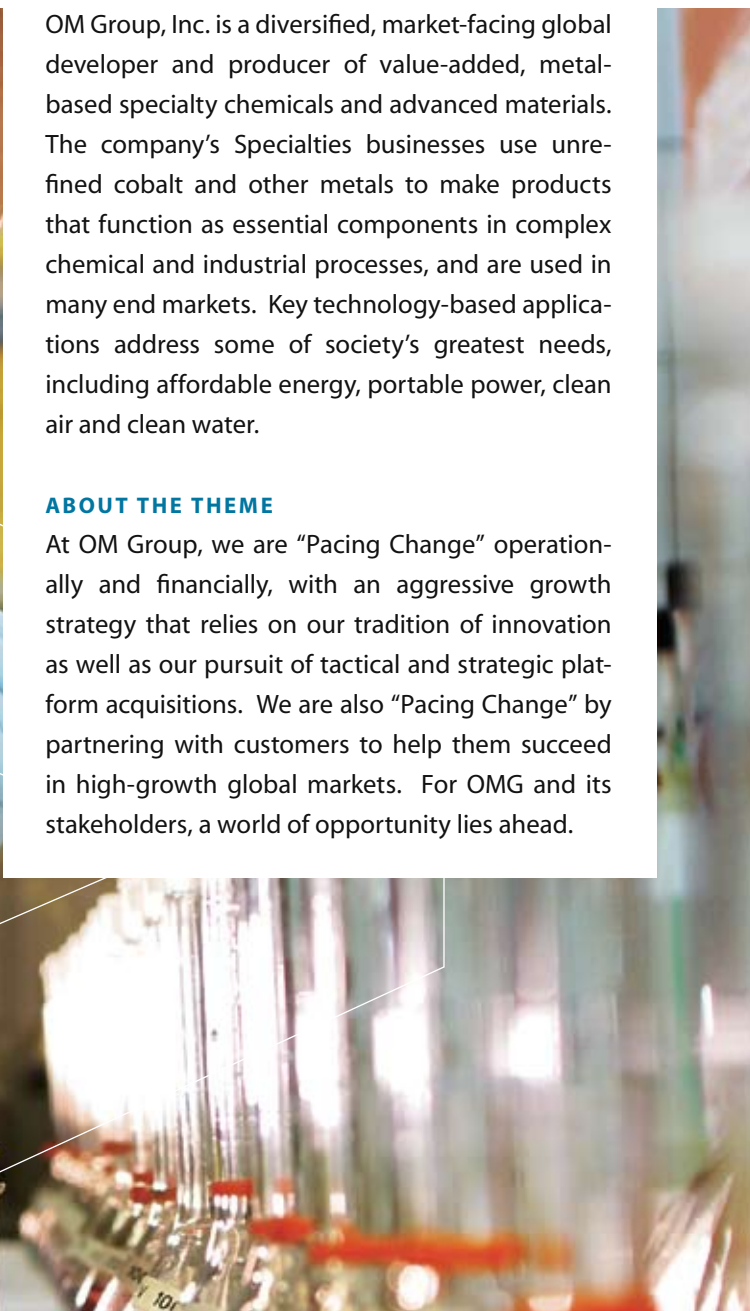 OM Group, Inc. is a diversified, market-facing global
developer and producer of value-added, metal-
based specialty chemicals and advanced materials.
The company’s Specialties businesses use unre-
fined cobalt and other metals to make products
that function as essential components in complex
chemical and industrial processes, and are used in
many end markets.  Key technology-based applica-
tions address some of society’s greatest needs,
including affordable energy, portable power, clean
air and clean water.
ABOUT THE THEME
At OM Group, we are “Pacing Change” operation-
ally and financially, with an aggressive growth
strategy that relies on our tradition of innovation
as well as our pursuit of tactical and strategic plat-
form acquisitions.  We are also “Pacing Change” by
partnering with customers to help them succeed
in high-growth global markets.  For OMG and its
stakeholders, a world of opportunity lies ahead.